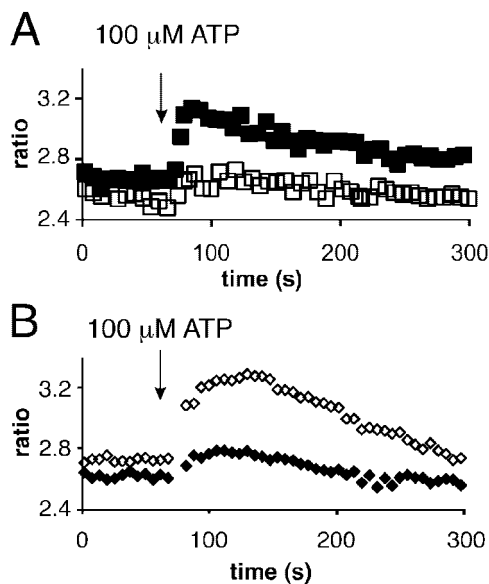 A
100 μM ATP
3.2
2.8
2.4
ratio
0 100 200 300
time (s)
B
100 μM ATP
3.2
2.8
2.4
ratio
0 100 200 300
time (s)